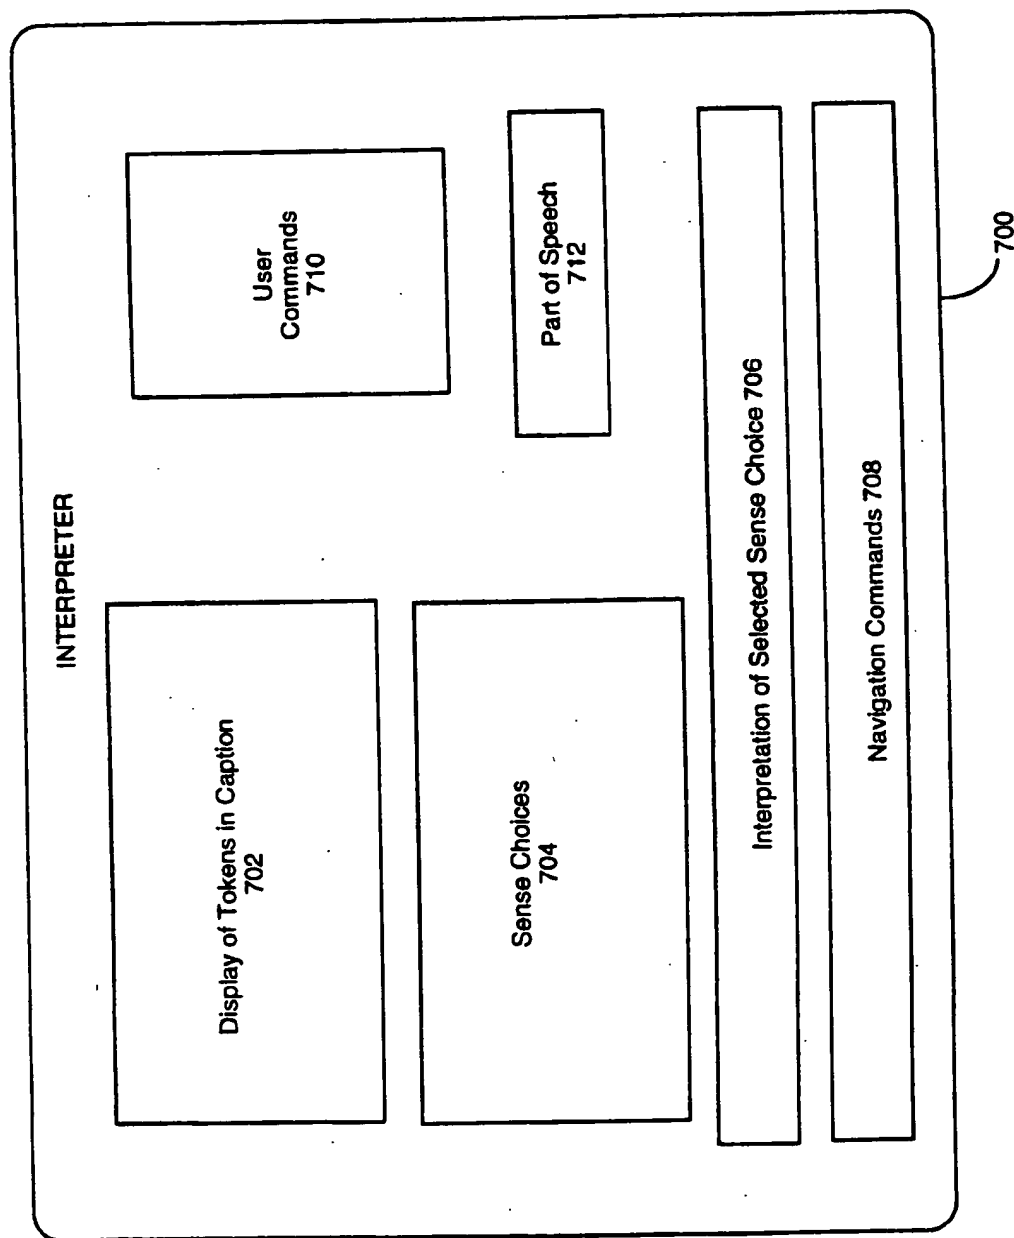 INTERPRETER
Display of Tokens in Caption
702
User
Commands
710
Sense Choices
704
Part of Speech
712
Interpretation of Selected Sense Choice 706
Navigation Commands 708
700